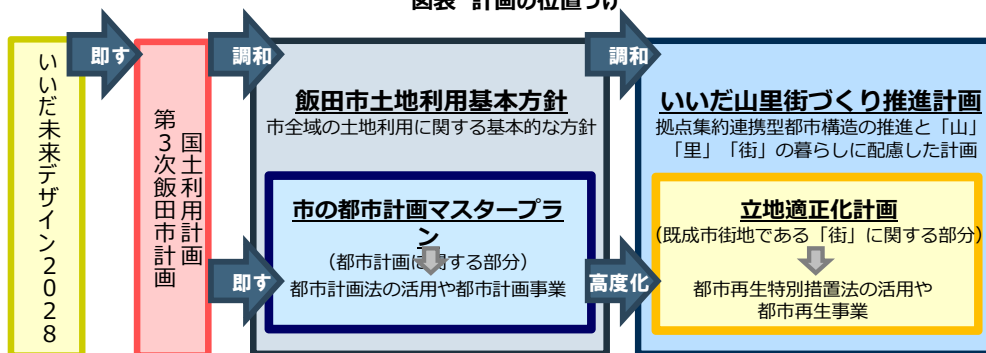 図表 計画の位置づけ
いいだ未来デザイン2028
即す
国土利用計画
第3次飯田市計画
調和
飯田市土地利用基本方針
市全域の土地利用に関する基本的な方針
市の都市計画マスタープラ
ン
(都市計画に関する部分)
都市計画法の活用や都市計画事業
即す
調和
高度化
いいだ山里街づくり推進計画
拠点集約連携型都市構造の推進と「山」
「里」「街」の暮らしに配慮した計画
立地適正化計画
(既成市街地である「街」に関する部分)
都市再生特別措置法の活用や
都市再生事業